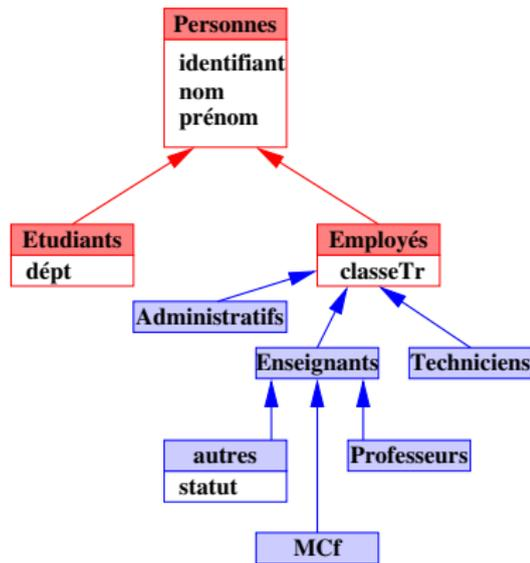 Personnes
identifiant
nom
prénom
Etudiants
dépt
Employés
classeTr
Administratifs
Enseignants
Techniciens
autres
statut
Professeurs
MCf